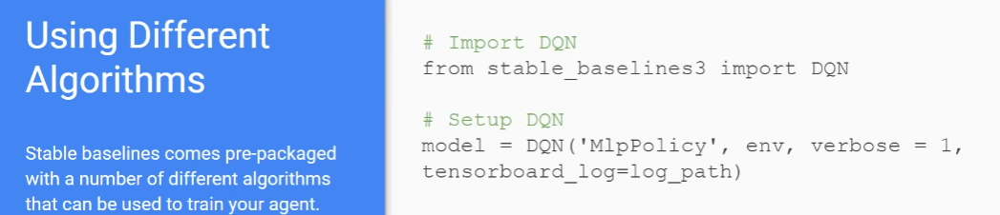 Using Different
Algorithms
Stable baselines comes pre-packaged
with a number of different algorithms
that can be used to train your agent.
# Import DQN
from stable_baselines3 import DQN
# Setup DQN
model = DQN('MlpPolicy', env, verbose = 1,
tensorboard_log=log_path)